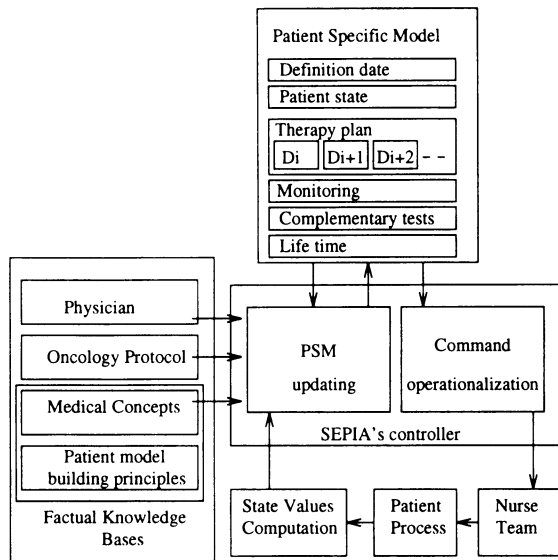 Patient Specific Model
Definition date
Patient state
Therapy plan
Di Di+1 Di+2 - -
Monitoring
Complementary tests
Life time
Physician
Oncology Protocol
Medical Concepts
Patient model
building principles
Factual Knowledge
Bases
PSM
updating
Command
operationalization
SEPIA's controller
State Values
Computation
Patient
Process
Nurse
Team